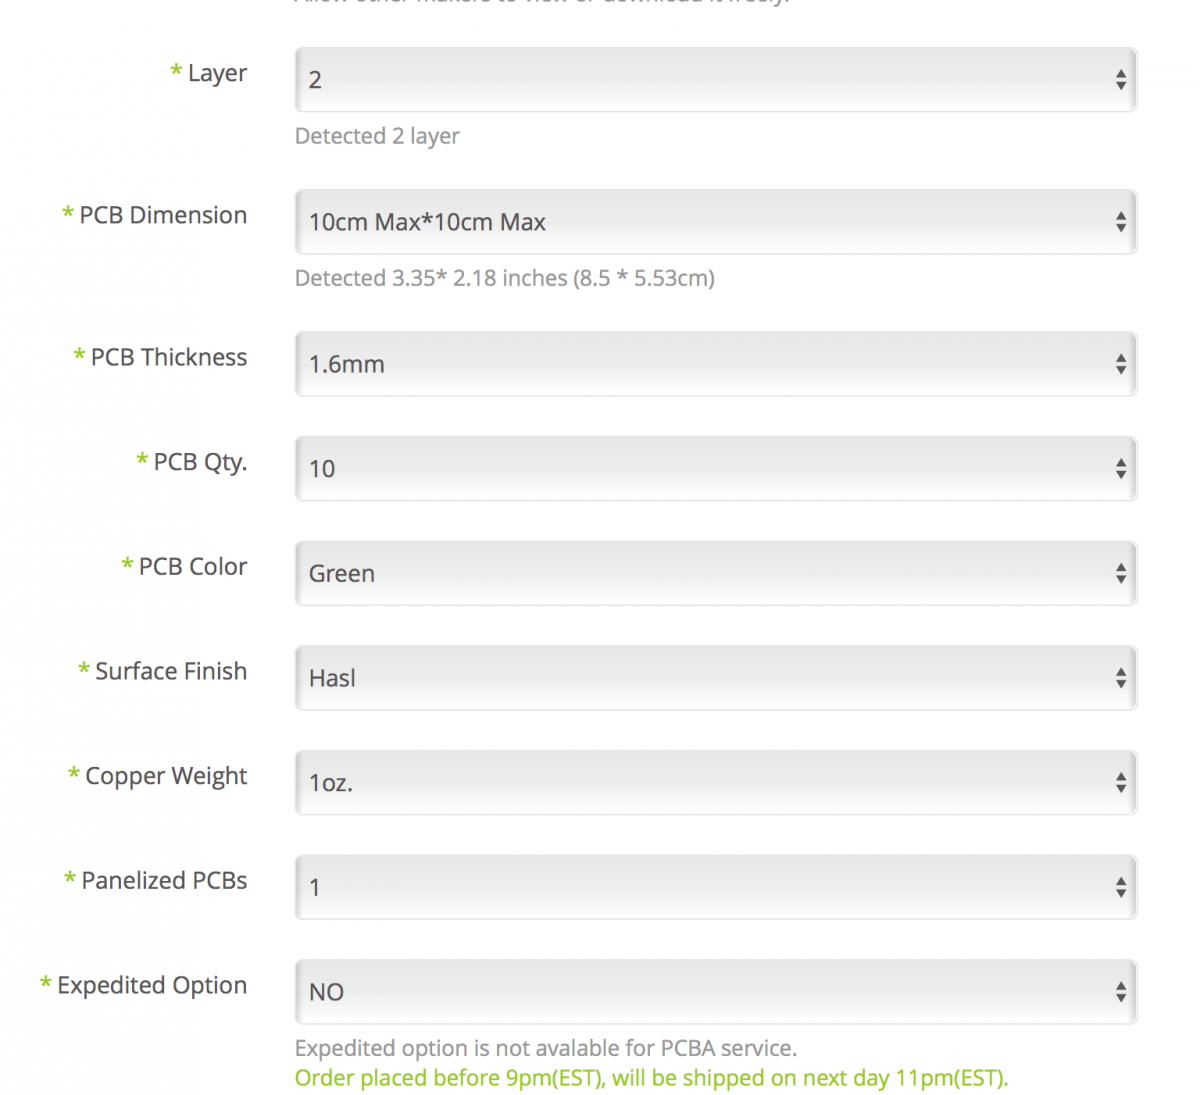 * Layer
2
Detected 2 layer
* PCB Dimension
10cm Max*10cm Max
Detected 3.35* 2.18 inches (8.5 * 5.53cm)
* PCB Thickness
1.6mm
* PCB Qty.
10
* PCB Color
Green
* Surface Finish
Hasl
* Copper Weight
1oz.
* Panelized PCBs
1
* Expedited Option
NO
Expedited option is not avalable for PCBA service.
Order placed before 9pm(EST), will be shipped on next day 11pm(EST).